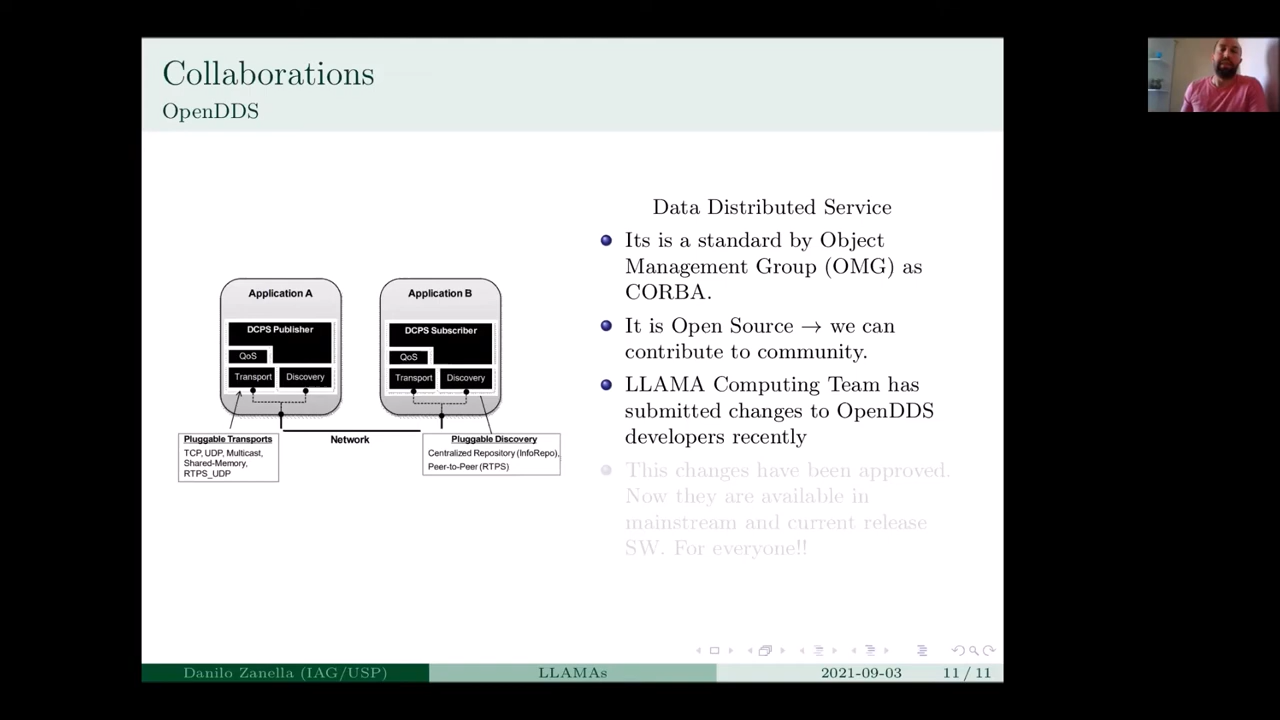 Collaborations
OpenDDS
Application A
DCPS Publisher
QoS
Transport
Discovery
Application B
DCPS Subscriber
QoS
Transport
Discovery
Network
Pluggable Transports
TCP, UDP, Multicast,
Shared-Memory,
RTPS_UDP
Pluggable Discovery
Centralized Repository (InfoRepo),
Peer-to-Peer (RTPS)
Data Distributed Service
Its is a standard by Object
Management Group (OMG) as
CORBA.
It is Open Source → we can
contribute to community.
LLAMA Computing Team has
submitted changes to OpenDDS
developers recently
This changes have been approved.
Now they are available in
mainstream and current release
SW. For everyone!!
Danilo Zanella (IAG/USP)
LLAMAs
2021-09-03
11 / 11